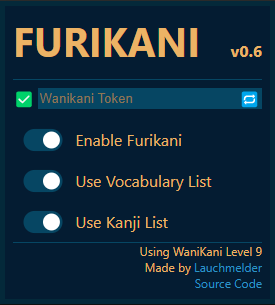 FURIKANI v0.6
Wanikani Token
Enable Furikani
Use Vocabulary List
Use Kanji List
Using WaniKani Level 9
Made by Lauchmelder
Source Code